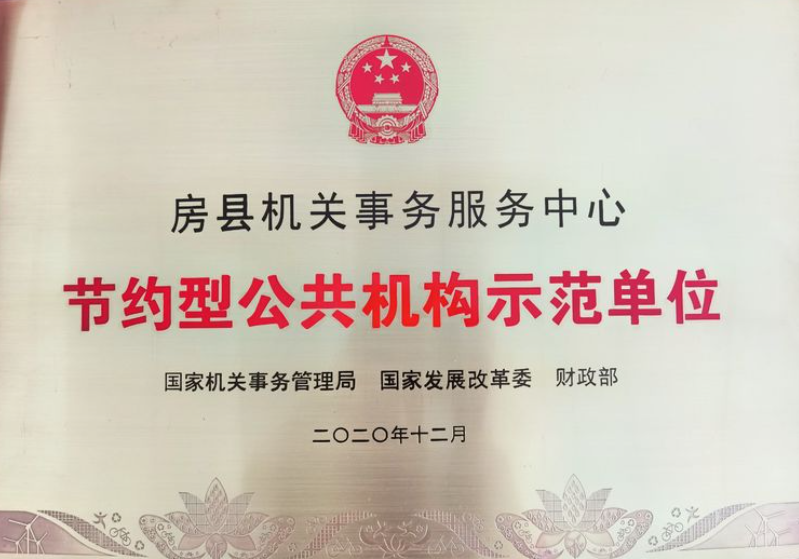 房县机关事务服务中心
节约型公共机构示范单位
国家机关事务管理局 国家发展改革委 财政部
二〇二〇年十二月